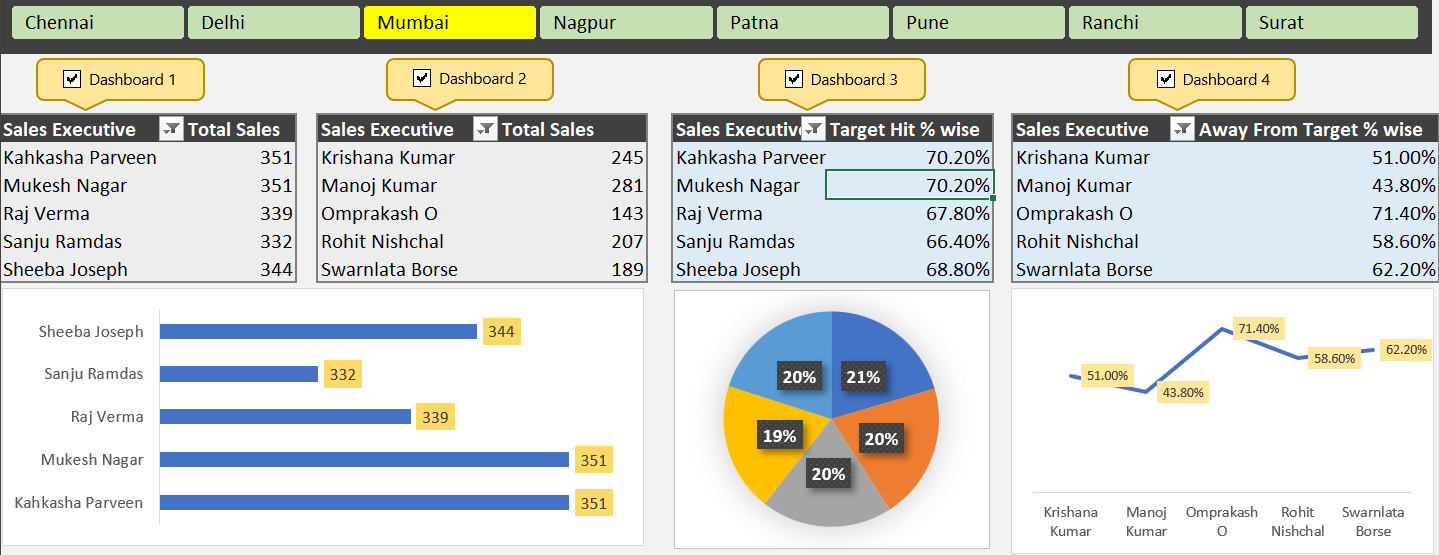 Chennai Delhi Mumbai Nagpur Patna Pune Ranchi Surat
Dashboard 1 Dashboard 2 Dashboard 3 Dashboard 4
Sales Executive Total Sales
Kahkasha Parveen 351
Mukesh Nagar 351
Raj Verma 339
Sanju Ramdas 332
Sheeba Joseph 344
Sales Executive Total Sales
Krishana Kumar 245
Manoj Kumar 281
Omprakash O 143
Rohit Nishchal 207
Swarnlata Borse 189
Sales Executiv Target Hit % wise
Kahkasha Parveer 70.20%
Mukesh Nagar 70.20%
Raj Verma 67.80%
Sanju Ramdas 66.40%
Sheeba Joseph 68.80%
Sales Executive Away From Target % wise
Krishana Kumar 51.00%
Manoj Kumar 43.80%
Omprakash O 71.40%
Rohit Nishchal 58.60%
Swarnlata Borse 62.20%
Sheeba Joseph 344
Sanju Ramdas 332
Raj Verma 339
Mukesh Nagar 351
Kahkasha Parveen 351
20% 21%
19% 20%
20%
71.40%
62.20%
58.60%
51.00%
43.80%
Krishana Manoj Omprakash Rohit Swarnlata
Kumar Kumar O Nishchal Borse